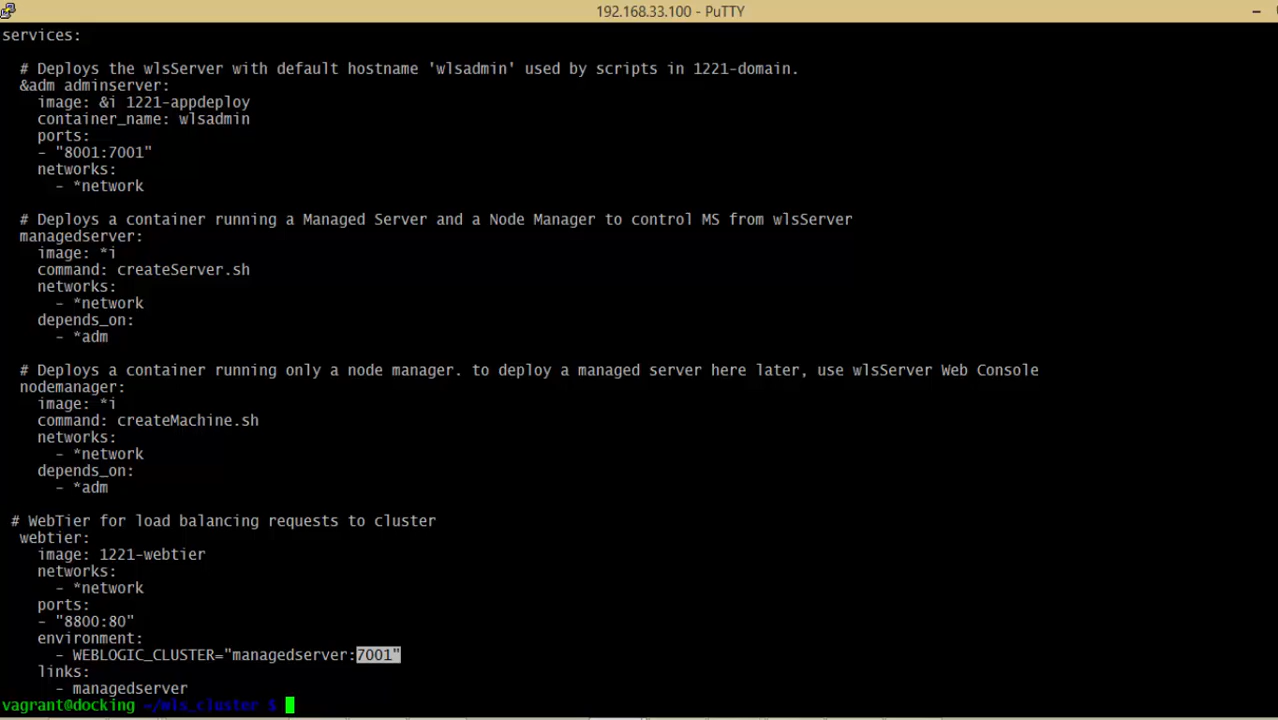 192.168.33.100 - PuTTY
services:
# Deploys the wlsServer with default hostname 'wlsadmin' used by scripts in 1221-domain.
&adm adminserver:
image: &i 1221-appdeploy
container_name: wlsadmin
ports:
- "8001:7001"
networks:
- *network
# Deploys a container running a Managed Server and a Node Manager to control MS from wlsServer
managedserver:
image: *i
command: createServer.sh
networks:
- *network
depends_on:
- *adm
# Deploys a container running only a node manager. to deploy a managed server here later, use wlsServer Web Console
nodemanager:
image: *i
command: createMachine.sh
networks:
- *network
depends_on:
- *adm
# WebTier for load balancing requests to cluster
webtier:
image: 1221-webtier
networks:
- *network
ports:
- "8800:80"
environment:
- WEBLOGIC_CLUSTER="managedserver:7001"
links:
- managedserver
vagrant@docking ~/wls_cluster $